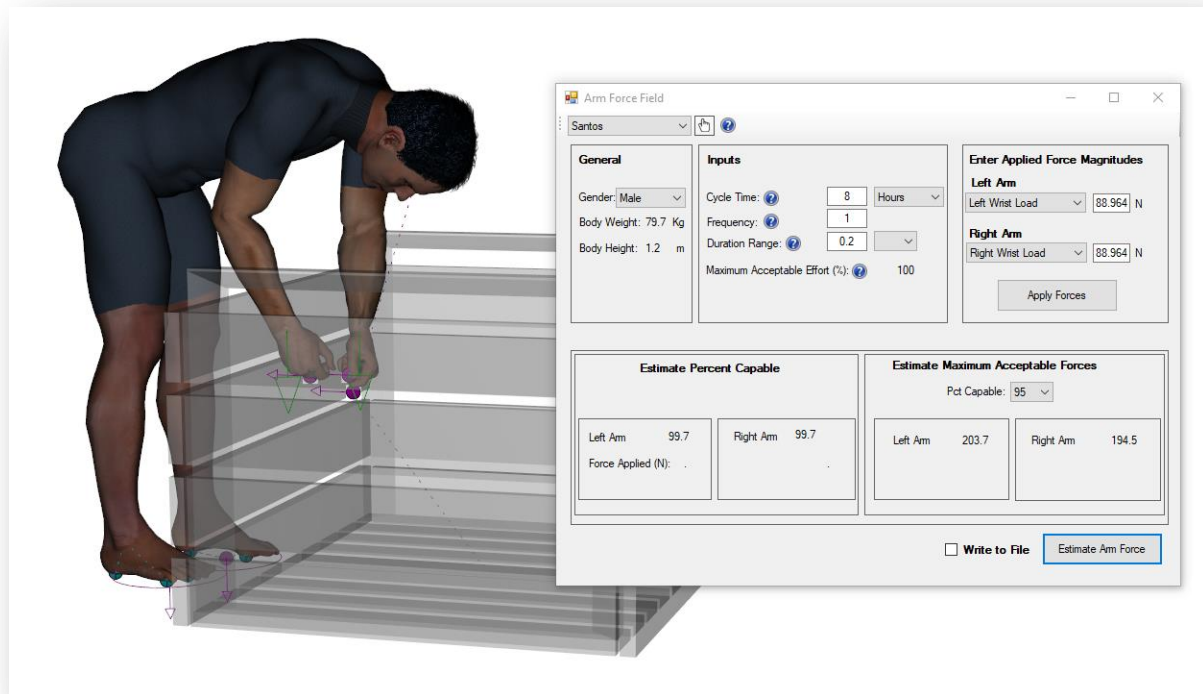 Arm Force Field
Santos
General
Gender: Male
Body Weight: 79.7 Kg
Body Height: 1.2 m
Inputs
Cycle Time: 8 Hours
Frequency: 1
Duration Range: 0.2
Maximum Acceptable Effort (%): 100
Enter Applied Force Magnitudes
Left Arm
Left Wrist Load 88.964 N
Right Arm
Right Wrist Load 88.964 N
Apply Forces
Estimate Percent Capable
Left Arm 99.7
Force Applied (N): .
Right Arm 99.7
.
Estimate Maximum Acceptable Forces
Pct Capable: 95
Left Arm 203.7
Right Arm 194.5
Write to File
Estimate Arm Force